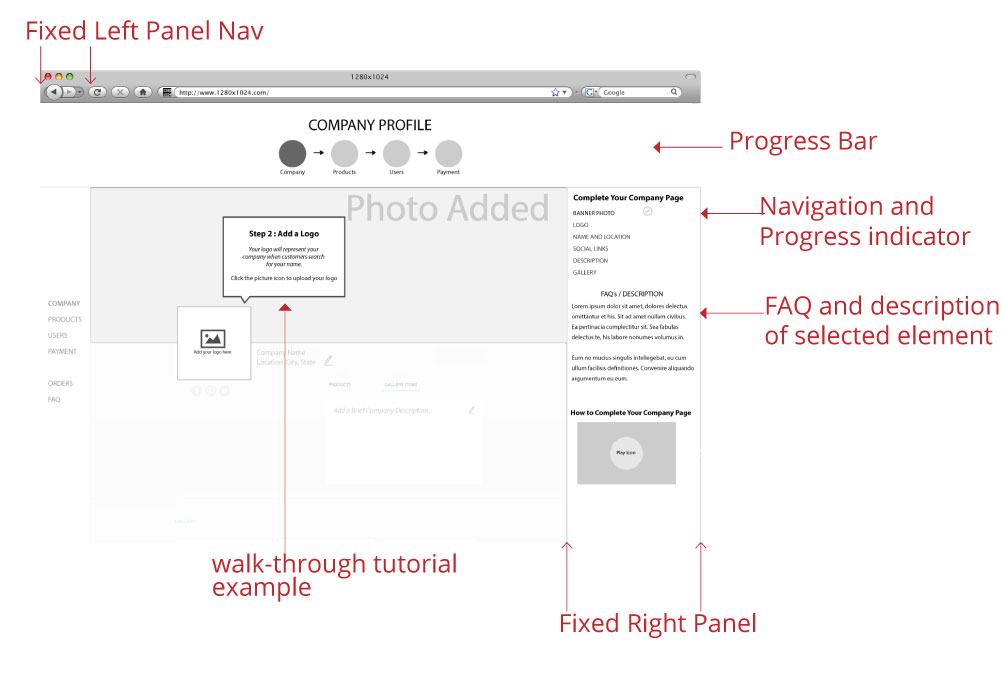 Fixed Left Panel Nav
1280x1024
http://www.1280x1024.com/
Google
COMPANY PROFILE
Company
Products
Users
Payment
Progress Bar
Photo Added
Step 2 : Add a Logo
Your logo will represent your
company when customers search
for your name.
Click the picture icon to upload your logo
Add your logo here
COMPANY
PRODUCTS
USERS
PAYMENT
ORDERS
FAQ
Company Name
Location City, State
PRODUCTS
GALLERY ITEMS
Add a Brief Company Description
GALLERY
Complete Your Company Page
BANNER PHOTO
LOGO
NAME AND LOCATION
SOCIAL LINKS
DESCRIPTION
GALLERY
FAQ's / DESCRIPTION
Lorem ipsum dolor sit amet, dolores delectus
omittantur et his. Sit ad amet nullam civibus.
Ea pertinacia complectitur sit. Sea fabulas
delectus te, his labore nonumes volumus in.
Eum no mucius singulis intellegebat, eu cum
ullum facilisis definitiones. Convenire aliquando
argumentum eu eum.
How to Complete Your Company Page
Play icon
Navigation and
Progress indicator
FAQ and description
of selected element
walk-through tutorial
example
Fixed Right Panel